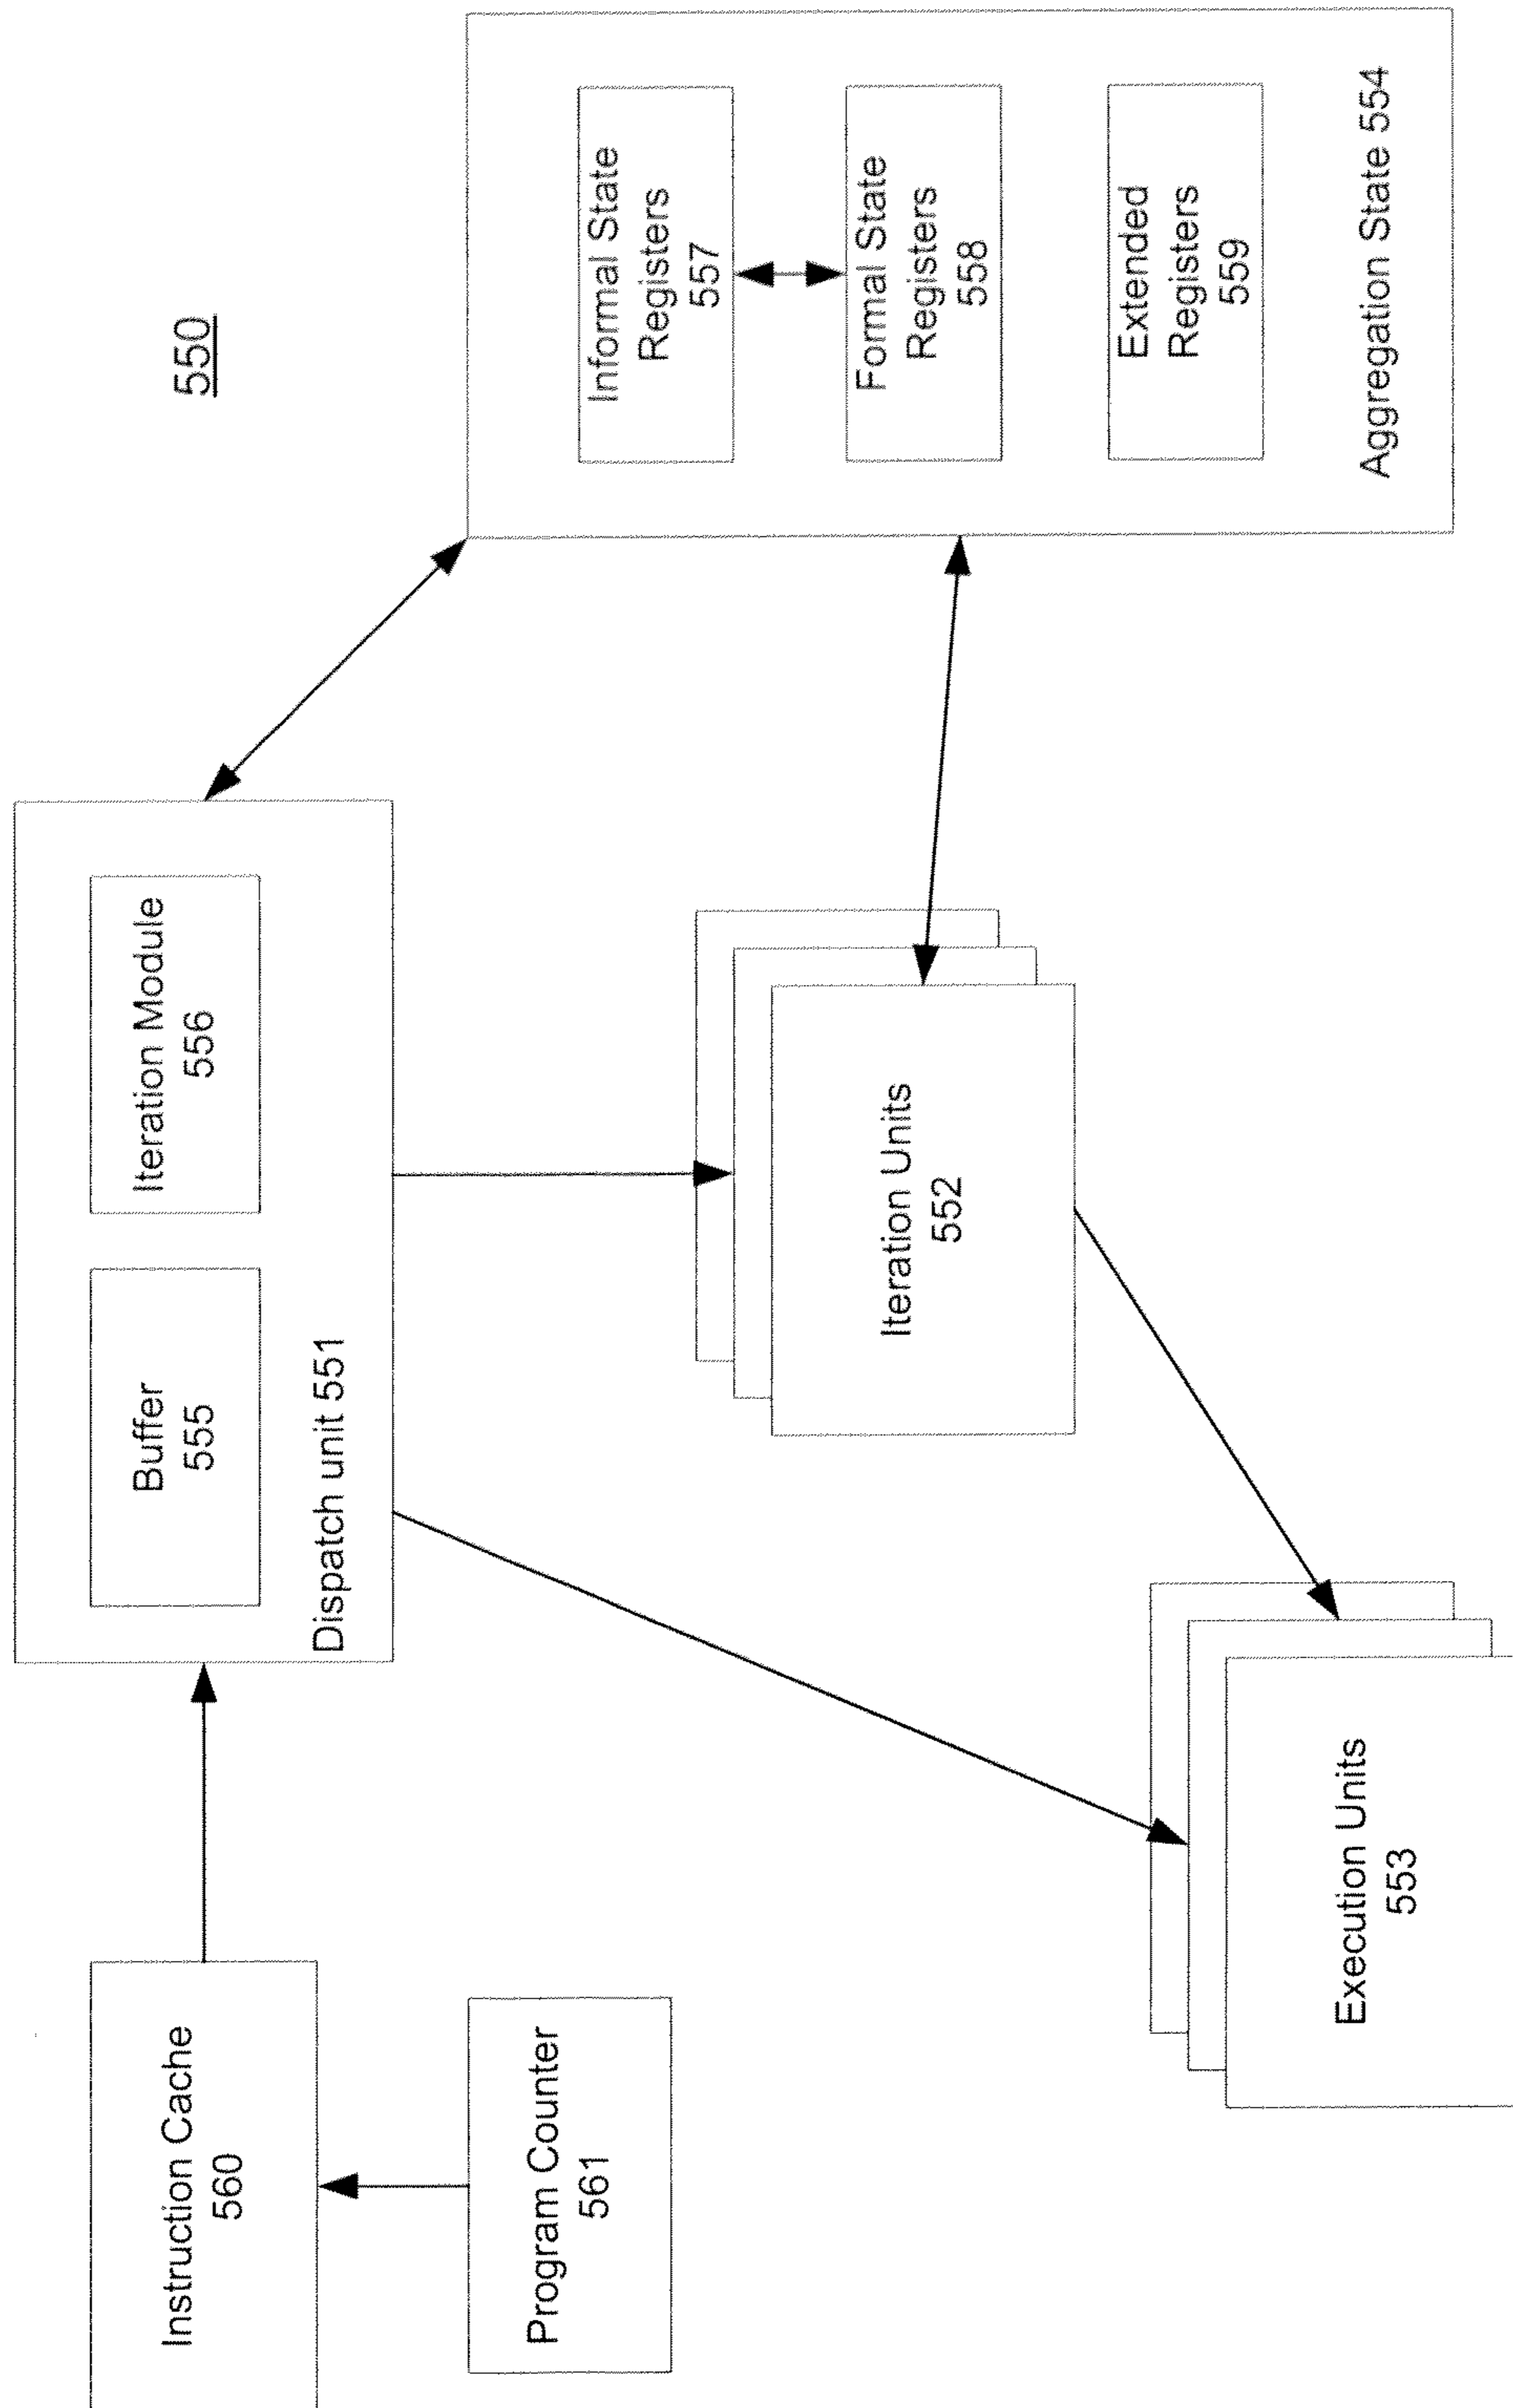 550
Instruction Cache
560
Program Counter
561
Buffer
555
Iteration Module
556
Dispatch unit 551
Iteration Units
552
Execution Units
553
Informal State
Registers
557
Formal State
Registers
558
Extended
Registers
559
Aggregation State 554